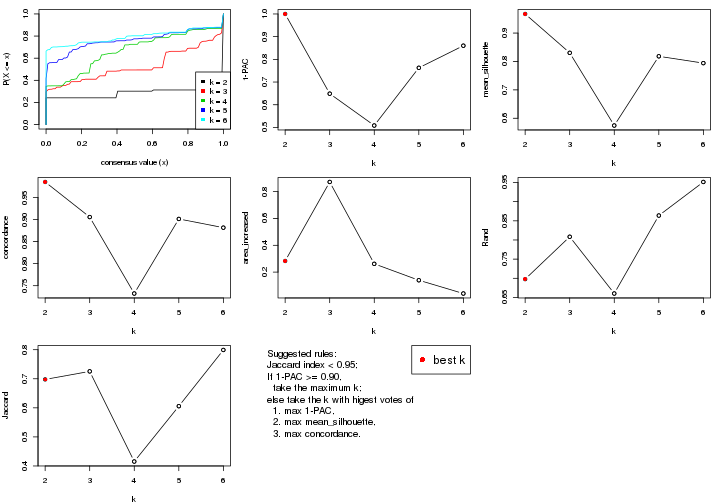 P(X <= x)
0.0 0.2 0.4 0.6 0.8 1.0
k = 2
k = 3
k = 4
k = 5
k = 6
0.0 0.2 0.4 0.6 0.8 1.0
consensus value (x)
1-PAC
0.5 0.6 0.7 0.8 0.9 1.0
2 3 4 5 6
k
mean_silhouette
0.6 0.7 0.8 0.9
2 3 4 5 6
k
concordance
0.75 0.80 0.85 0.90 0.95
2 3 4 5 6
k
area_increased
0.2 0.4 0.6 0.8
2 3 4 5 6
k
Rand
0.65 0.75 0.85 0.95
2 3 4 5 6
k
Jaccard
0.4 0.5 0.6 0.7 0.8
2 3 4 5 6
k
Suggested rules:
Jaccard index < 0.95;
If 1-PAC >= 0.90,
take the maximum k;
else take the k with higest votes of
1. max 1-PAC,
2. max mean_silhouette,
3. max concordance.
best k